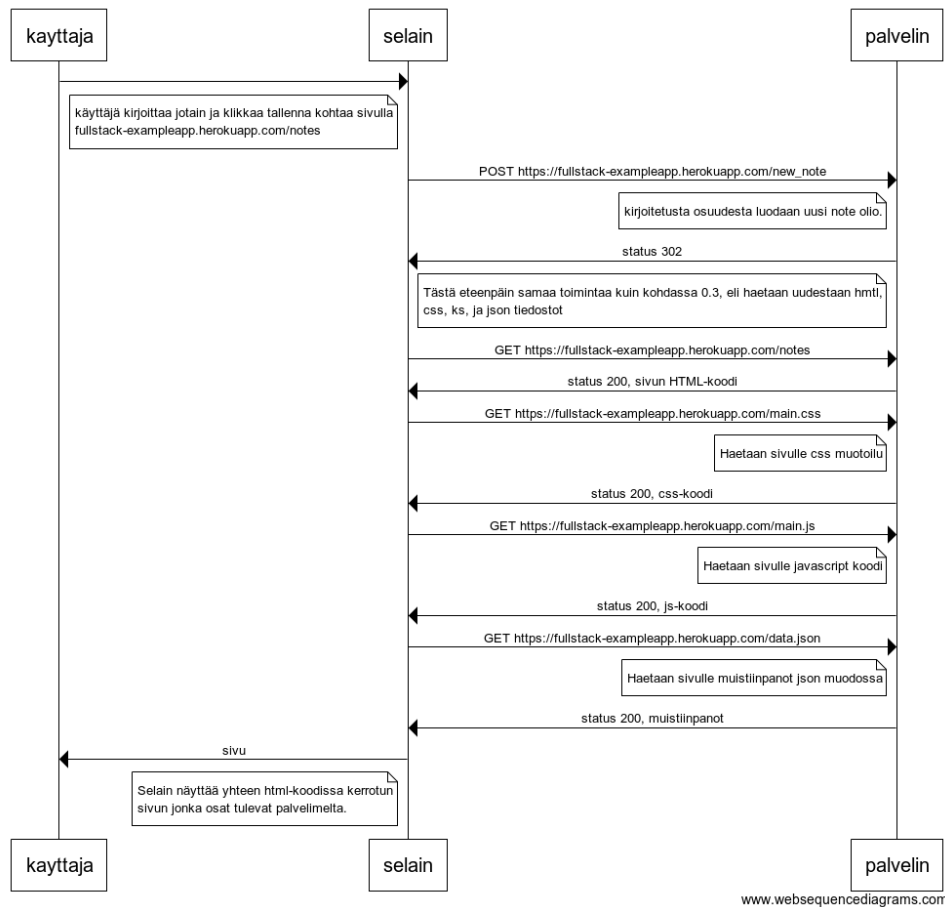 kayttaja
selain
palvelin
käyttäjä kirjoittaa jotain ja klikkaa tallenna kohtaa sivulla
fullstack-exampleapp.herokuapp.com/notes
POST https://fullstack-exampleapp.herokuapp.com/new_note
kirjoitetusta osuudesta luodaan uusi note olio.
status 302
Tästä eteenpäin samaa toimintaa kuin kohdassa 0.3, eli haetaan uudestaan hmtl,
css, ks, ja json tiedostot
GET https://fullstack-exampleapp.herokuapp.com/notes
status 200, sivun HTML-koodi
GET https://fullstack-exampleapp.herokuapp.com/main.css
Haetaan sivulle css muotoilu
status 200, css-koodi
GET https://fullstack-exampleapp.herokuapp.com/main.js
Haetaan sivulle javascript koodi
status 200, js-koodi
GET https://fullstack-exampleapp.herokuapp.com/data.json
Haetaan sivulle muistiinpanot json muodossa
status 200, muistiinpanot
sivu
Selain näyttää yhteen html-koodissa kerrotun
sivun jonka osat tulevat palvelimelta.
kayttaja
selain
palvelin
www.websequencediagrams.com